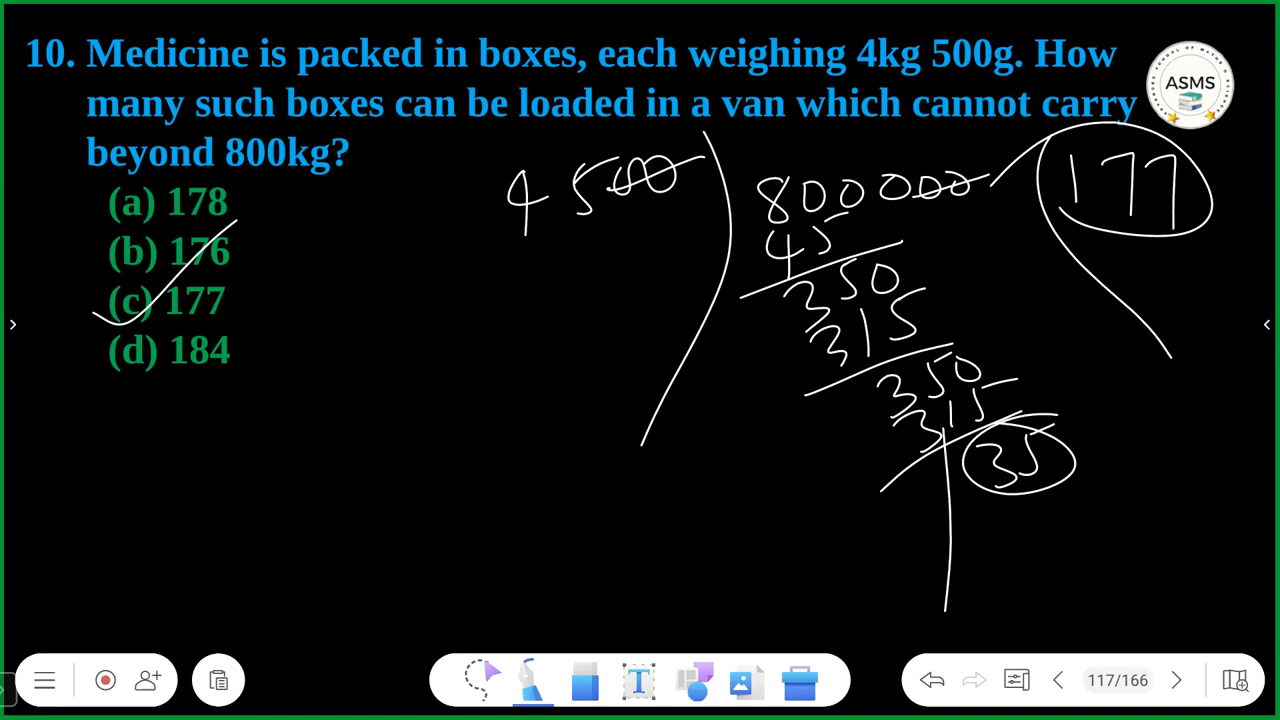 10. Medicine is packed in boxes, each weighing 4kg 500g. How
many such boxes can be loaded in a van which cannot carry
beyond 800kg?
(a) 178
(b) 176
(c) 177
(d) 184
ASMS
4500
800000
177
45
350
315
350
315
35
T
117/166